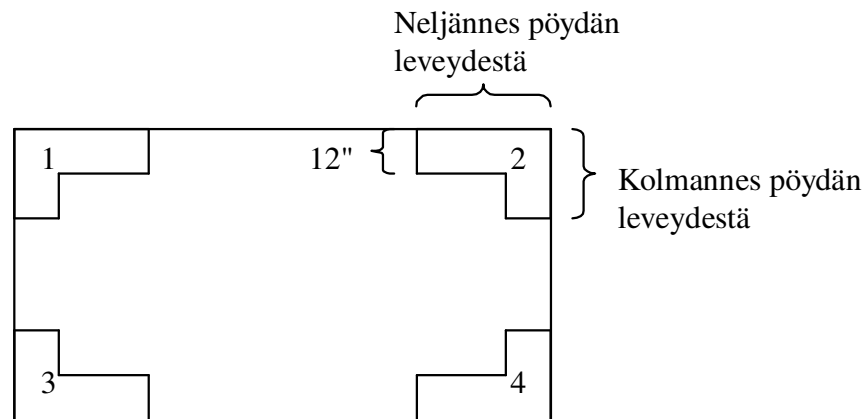 Neljännes pöydän
leveydestä
1
12"
2
Kolmannes pöydän
leveydestä
3
4